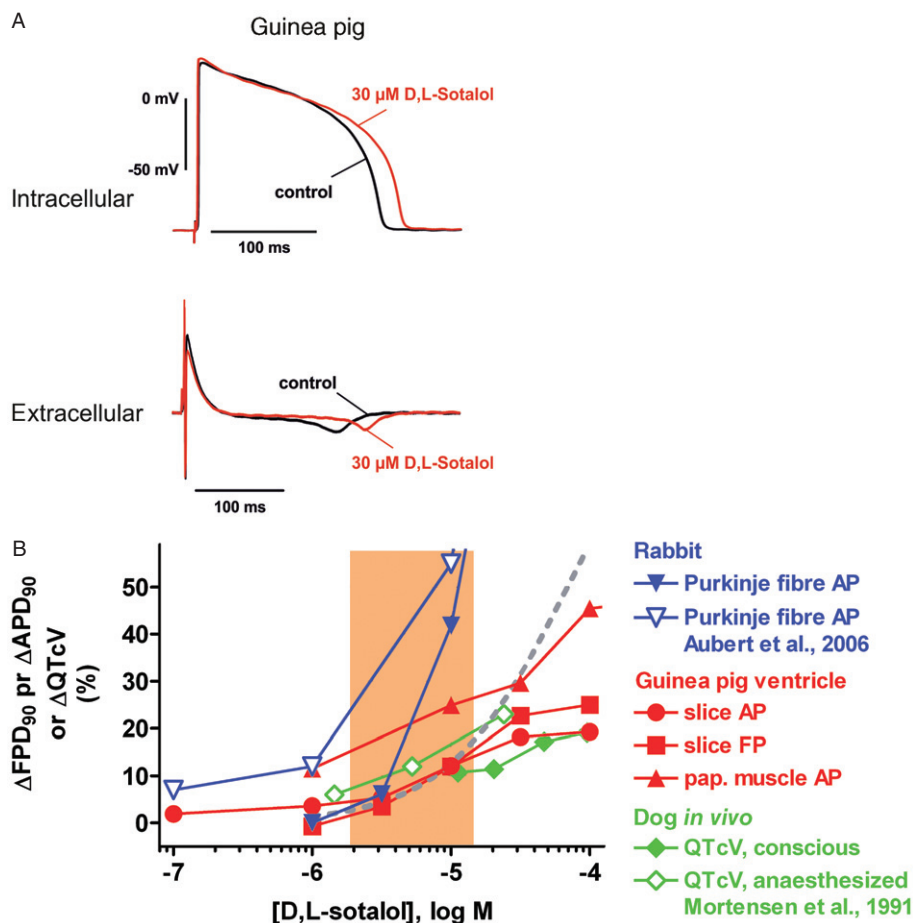 A
Guinea pig
30 µM D,L-Sotalol
0 mV
-50 mV
control
Intracellular
100 ms
control
Extracellular
30 µM D,L-Sotalol
100 ms
B
ΔFPD90 pr ΔAPD90
or ΔQTcV
(%)
50
40
30
20
10
0
-7
-6
-5
-4
[D,L-sotalol], log M
Rabbit
Purkinje fibre AP
Purkinje fibre AP
Aubert et al., 2006
Guinea pig ventricle
slice AP
slice FP
pap. muscle AP
Dog in vivo
QTcV, conscious
QTcV, anaesthesized
Mortensen et al., 1991